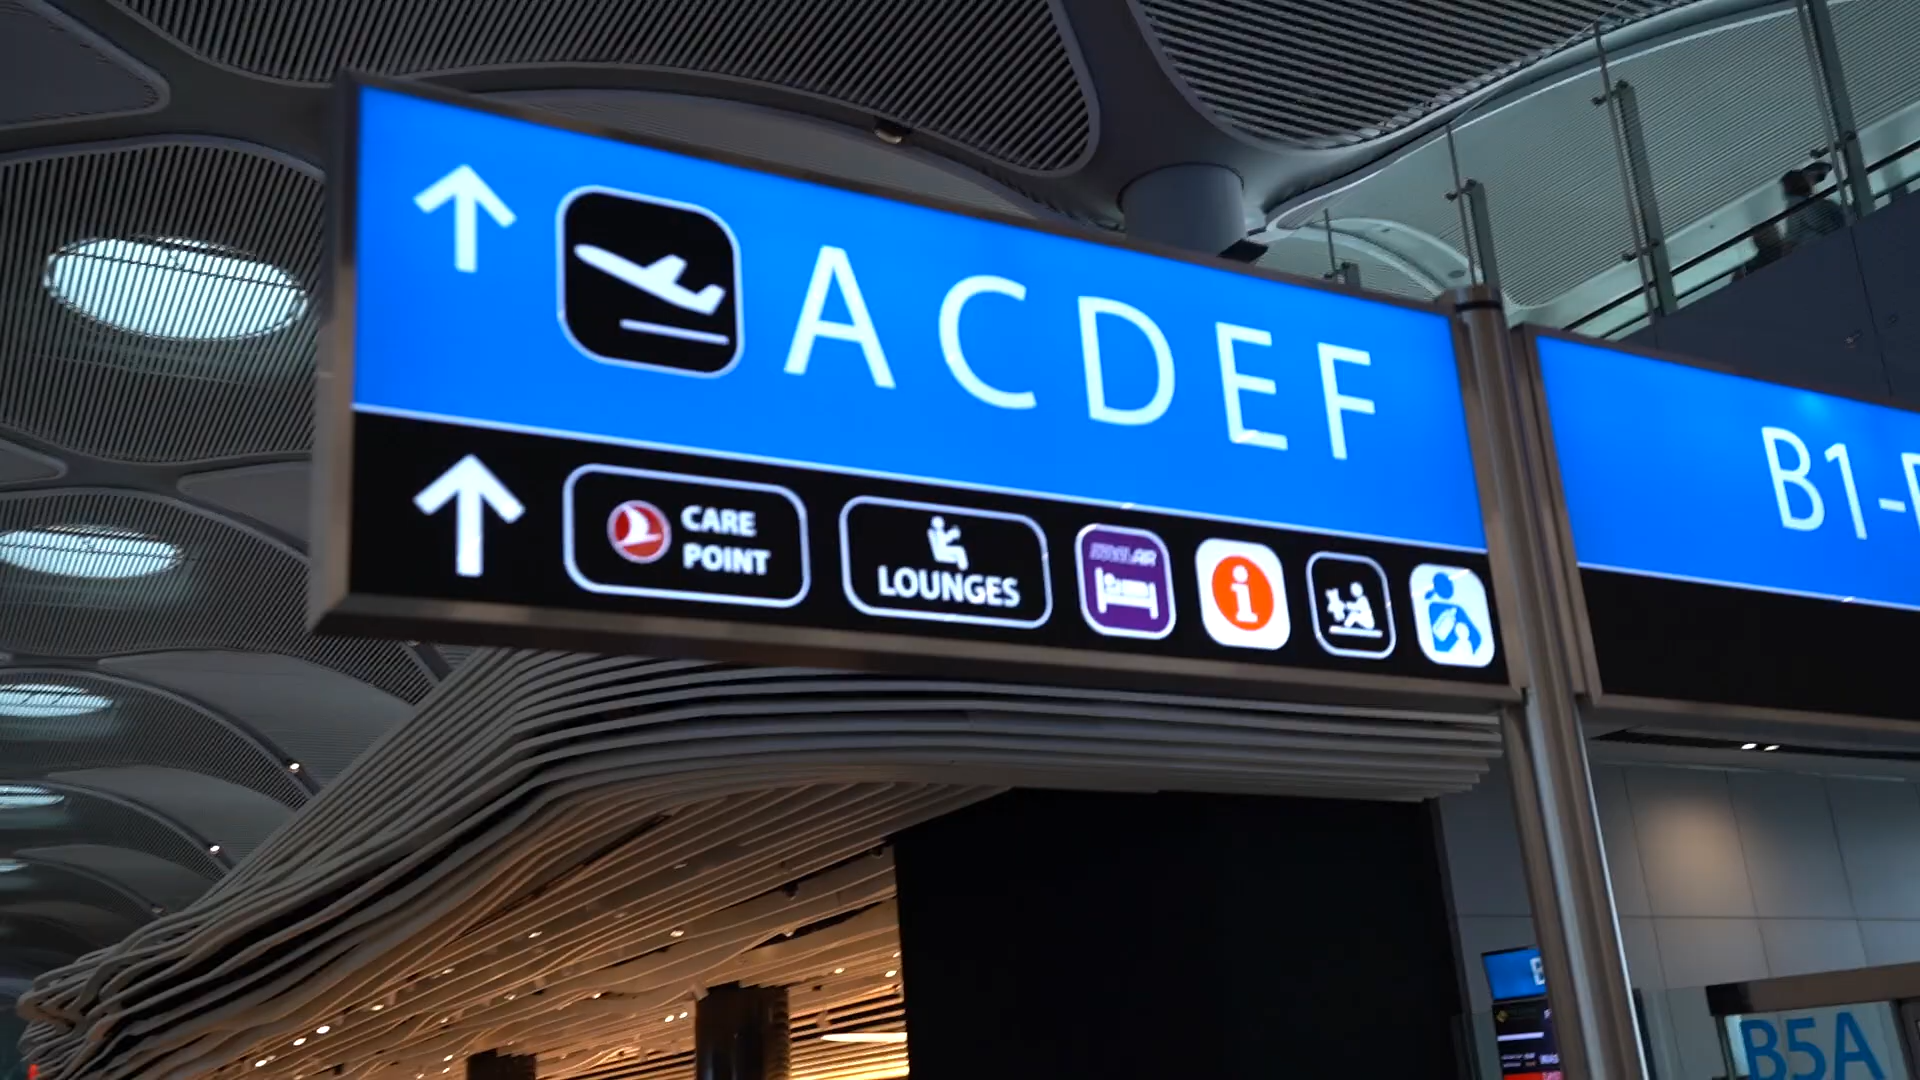 ACDEF
CARE
POINT
LOUNGES
i
B1-
B5A